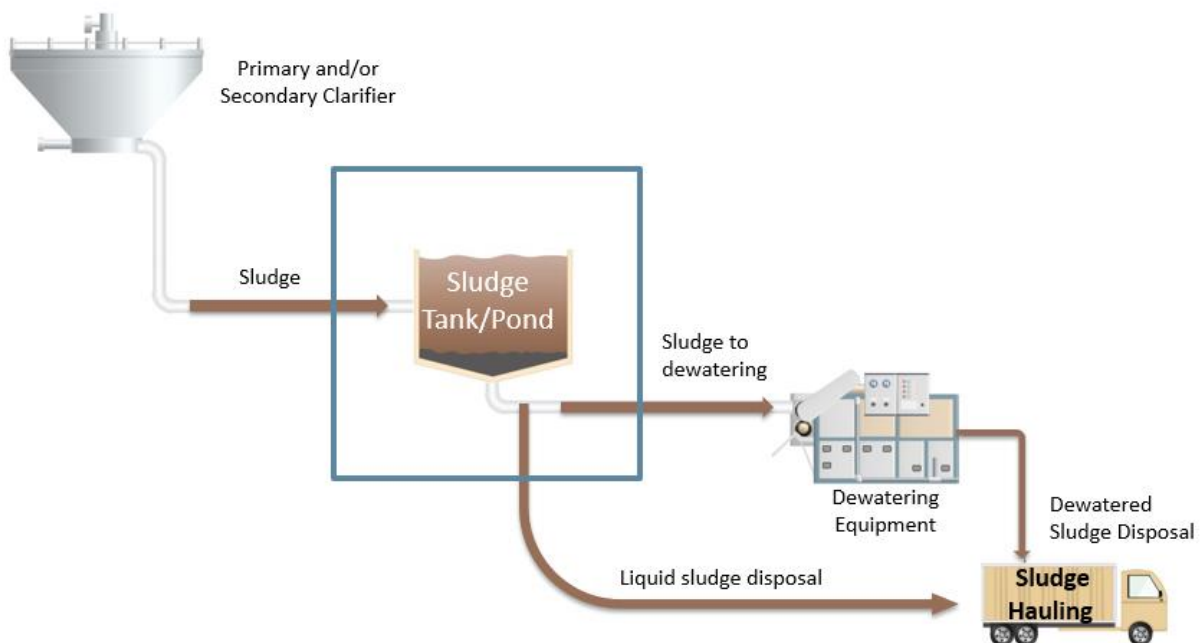 Primary and/or
Secondary Clarifier
Sludge
Sludge
Tank/Pond
Sludge to
dewatering
Dewatering
Equipment
Dewatered
Sludge Disposal
Liquid sludge disposal
Sludge
Hauling